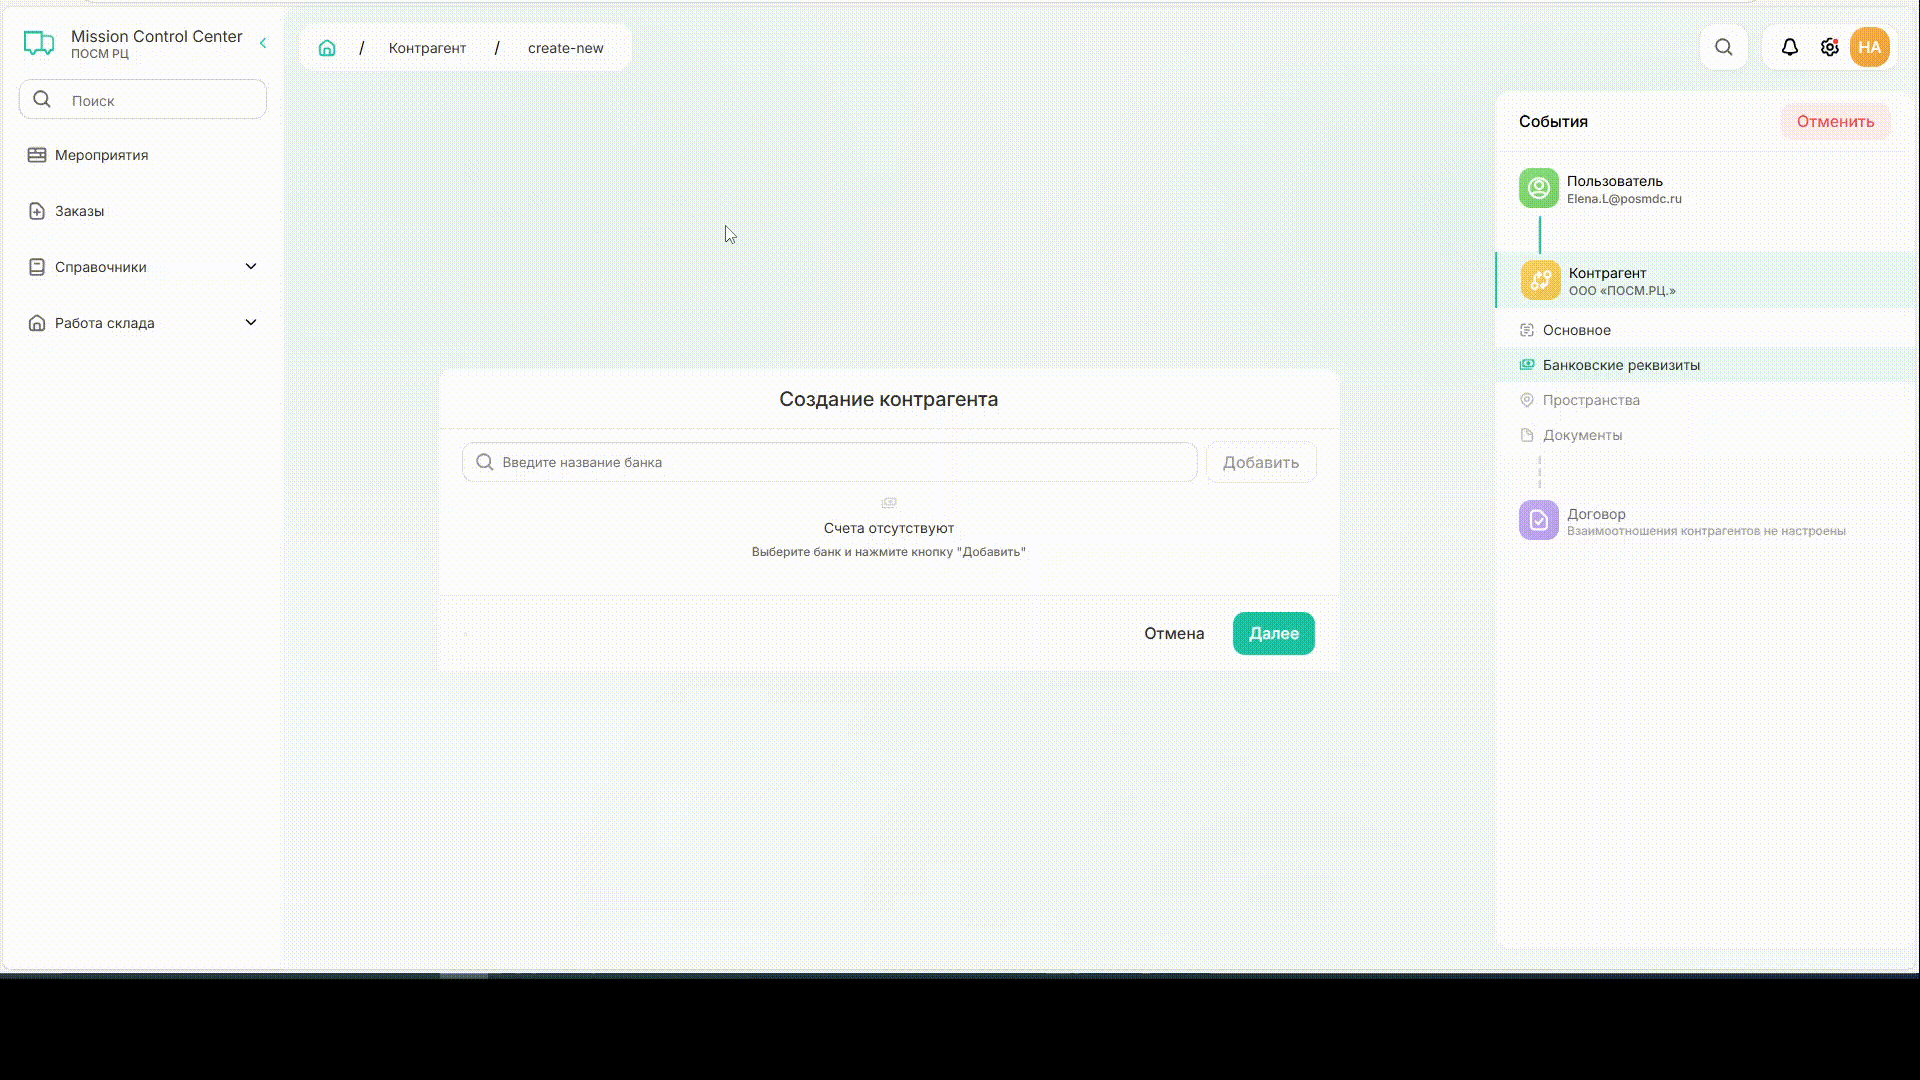 Mission Control Center
ПОСМ РЦ
Поиск
Мероприятия
Заказы
Справочники
Работа склада
/ Контрагент / create-new
НА
Создание контрагента
Введите название банка
Добавить
Счета отсутствуют
Выберите банк и нажмите кнопку "Добавить"
Отмена
Далее
События
Отменить
Пользователь
Elena.L@posmdc.ru
Контрагент
ООО «ПОСМ.РЦ.»
Основное
Банковские реквизиты
Пространства
Документы
Договор
Взаимоотношения контрагентов не настроены